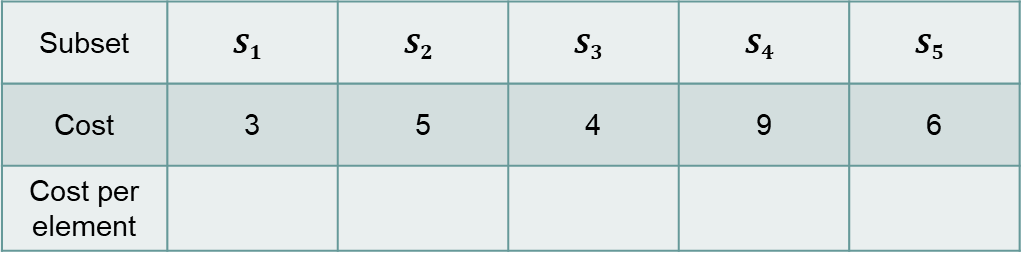 Subset S₁ S₂ S₃ S₄ S₅
Cost 3 5 4 9 6
Cost per
element